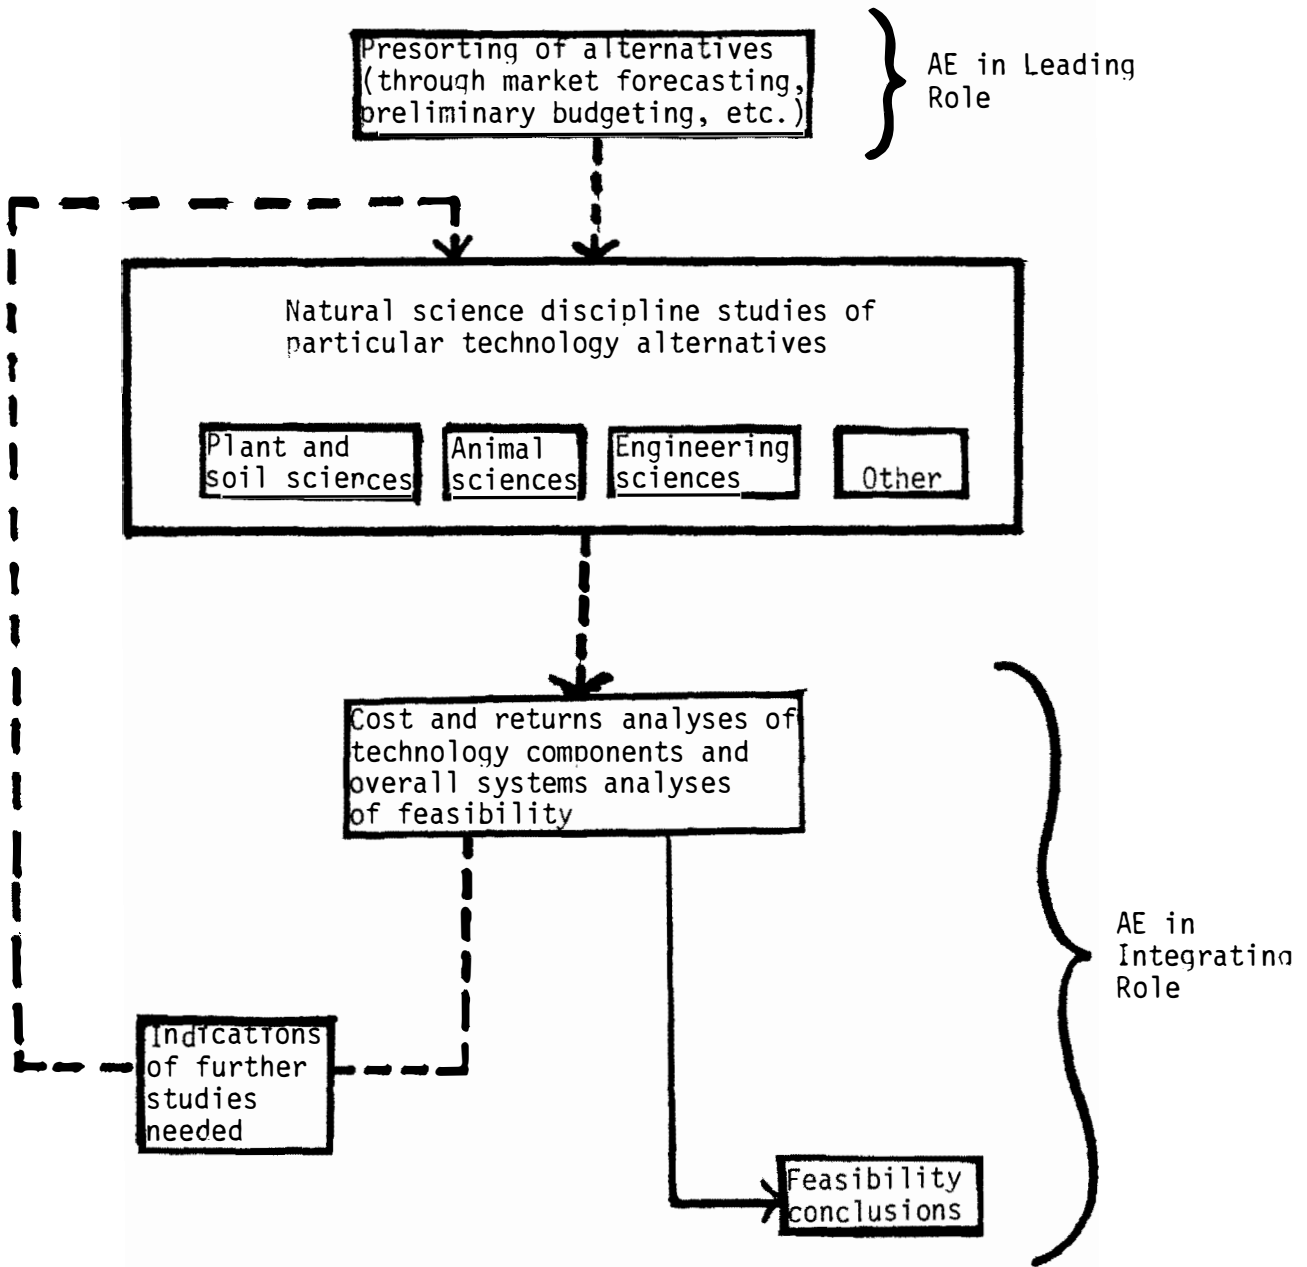 Presorting of alternatives
(through market forecasting,
preliminary budgeting, etc.)
AE in Leading
Role
Natural science discipline studies of
particular technology alternatives
Plant and
soil sciences
Animal
sciences
Engineering
sciences
Other
Cost and returns analyses of
technology components and
overall systems analyses
of feasibility
AE in
Integrating
Role
Indications
of further
studies
needed
Feasibility
conclusions